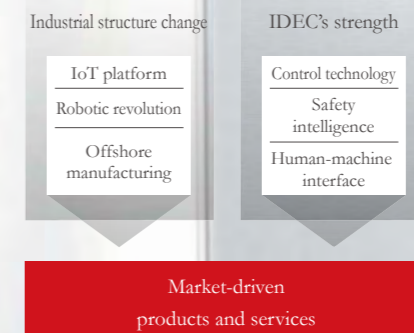 Industrial structure change
IoT platform
Robotic revolution
Offshore
manufacturing
IDEC's strength
Control technology
Safety
intelligence
Human-machine
interface
Market-driven
products and services